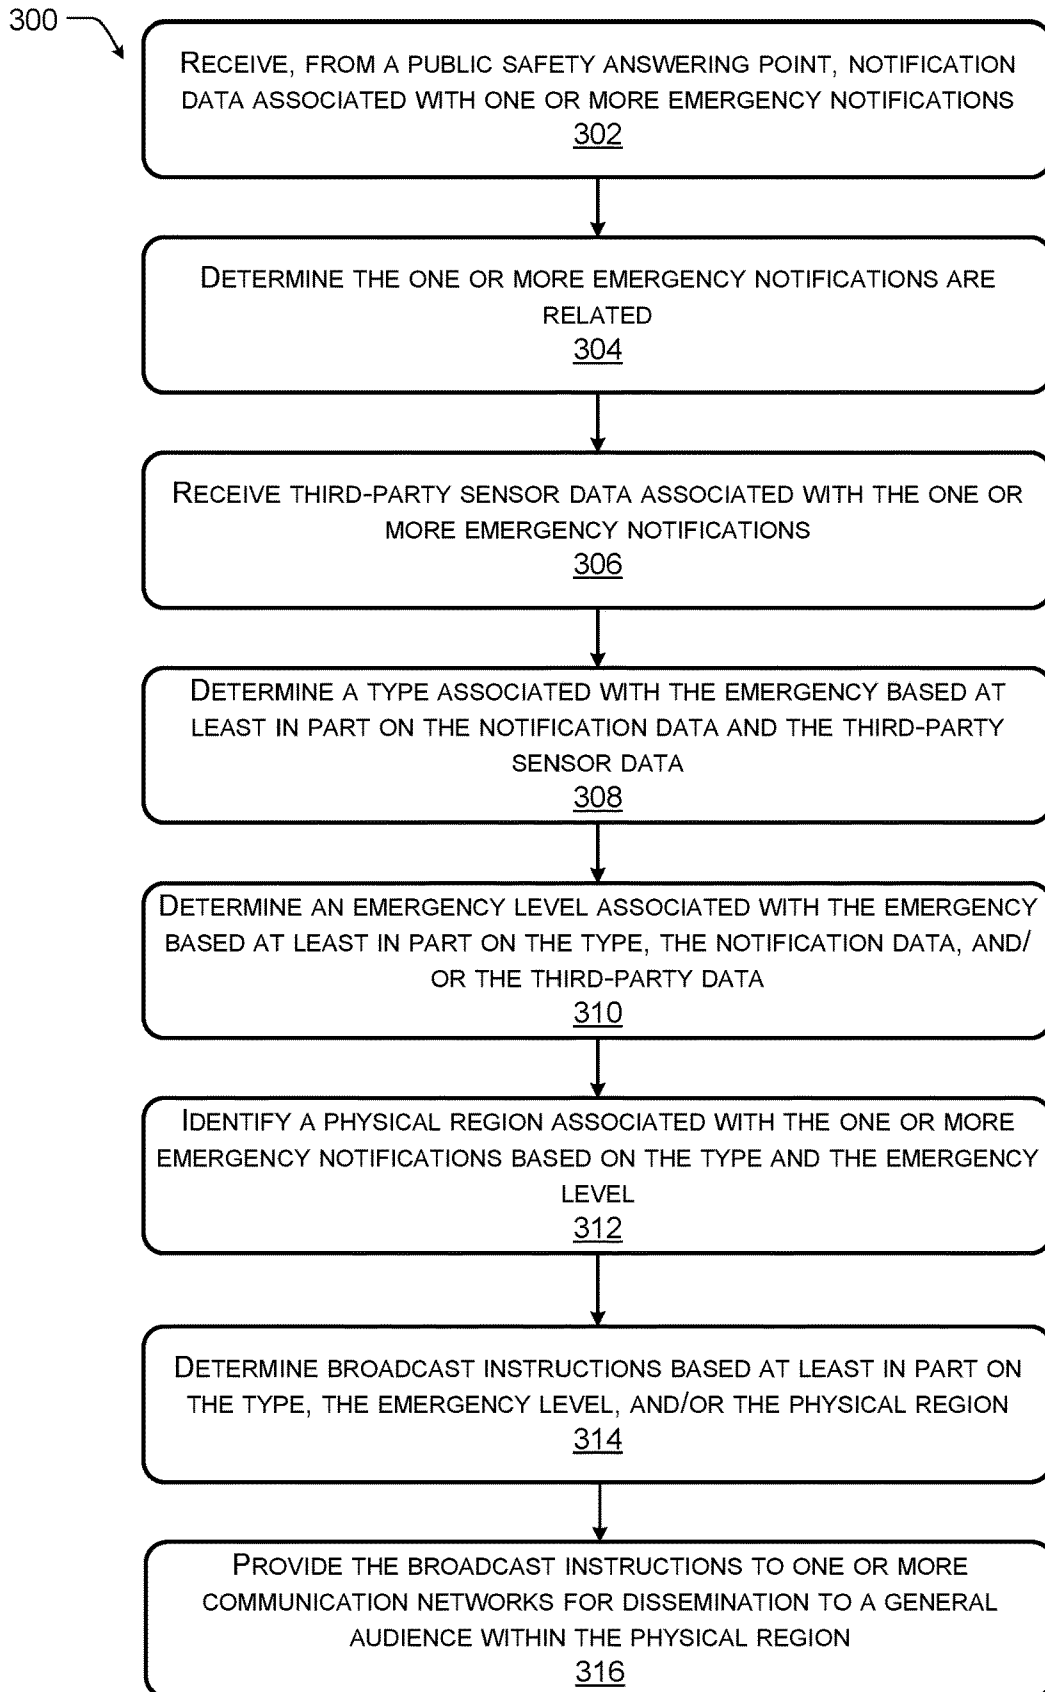 300
RECEIVE, FROM A PUBLIC SAFETY ANSWERING POINT, NOTIFICATION
DATA ASSOCIATED WITH ONE OR MORE EMERGENCY NOTIFICATIONS
302
DETERMINE THE ONE OR MORE EMERGENCY NOTIFICATIONS ARE
RELATED
304
RECEIVE THIRD-PARTY SENSOR DATA ASSOCIATED WITH THE ONE OR
MORE EMERGENCY NOTIFICATIONS
306
DETERMINE A TYPE ASSOCIATED WITH THE EMERGENCY BASED AT
LEAST IN PART ON THE NOTIFICATION DATA AND THE THIRD-PARTY
SENSOR DATA
308
DETERMINE AN EMERGENCY LEVEL ASSOCIATED WITH THE EMERGENCY
BASED AT LEAST IN PART ON THE TYPE, THE NOTIFICATION DATA, AND/
OR THE THIRD-PARTY DATA
310
IDENTIFY A PHYSICAL REGION ASSOCIATED WITH THE ONE OR MORE
EMERGENCY NOTIFICATIONS BASED ON THE TYPE AND THE EMERGENCY
LEVEL
312
DETERMINE BROADCAST INSTRUCTIONS BASED AT LEAST IN PART ON
THE TYPE, THE EMERGENCY LEVEL, AND/OR THE PHYSICAL REGION
314
PROVIDE THE BROADCAST INSTRUCTIONS TO ONE OR MORE
COMMUNICATION NETWORKS FOR DISSEMINATION TO A GENERAL
AUDIENCE WITHIN THE PHYSICAL REGION
316